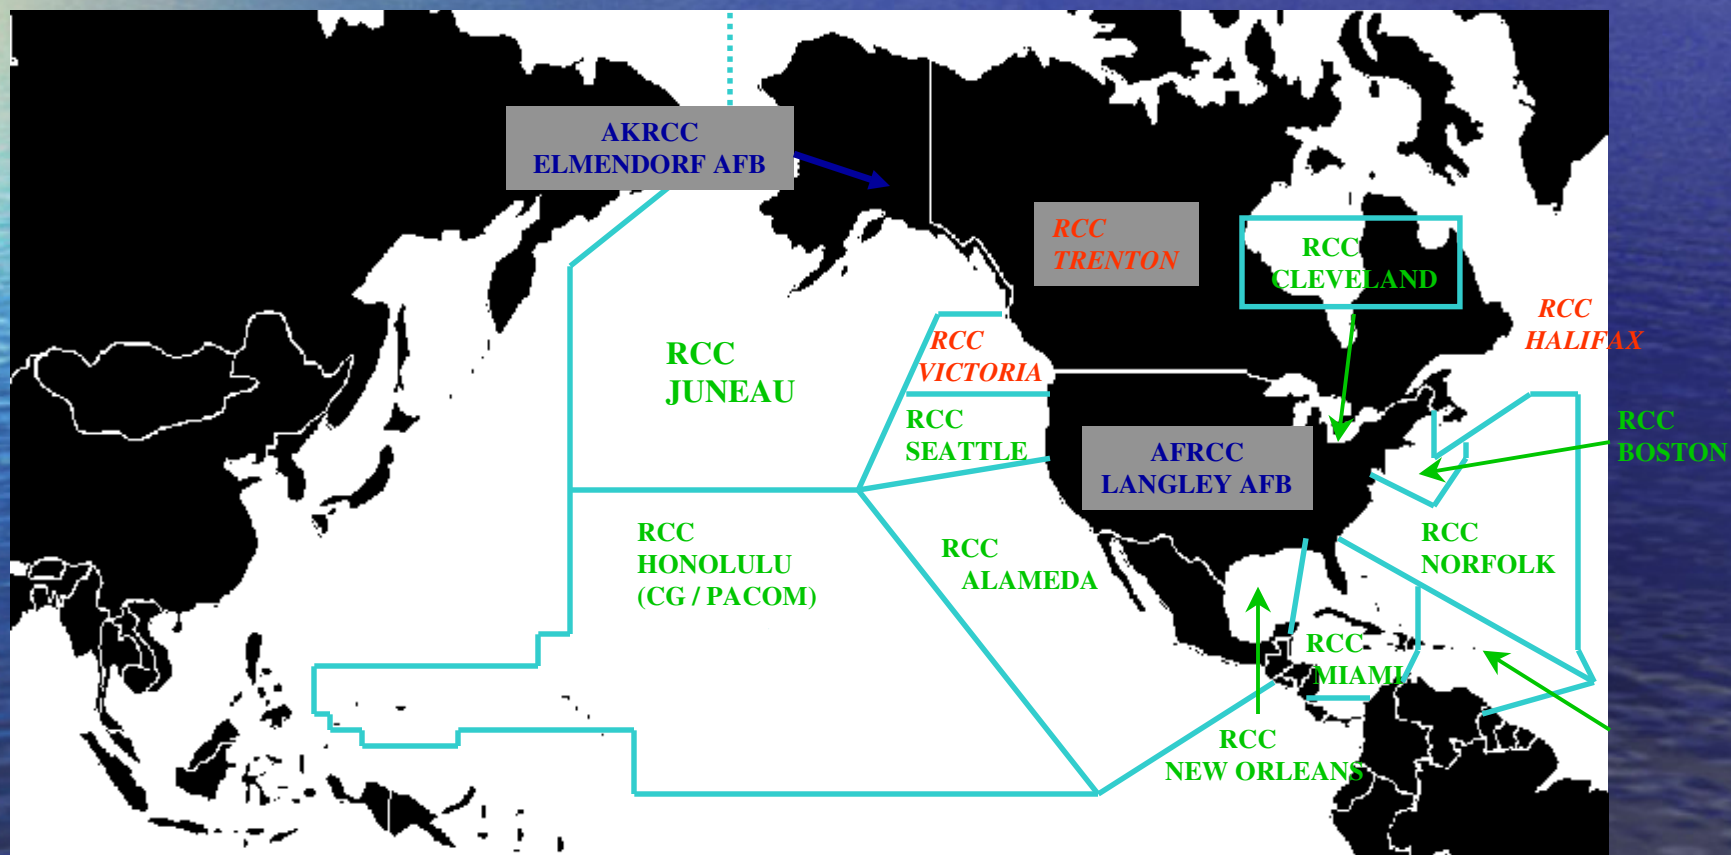 AKRCC
ELMENDORF AFB
RCC
TRENTON
RCC
CLEVELAND
RCC
HALIFAX
RCC
VICTORIA
RCC
JUNEAU
RCC
SEATTLE
AFRCC
LANGLEY AFB
RCC
BOSTON
RCC
HONOLULU
(CG / PACOM)
RCC
ALAMEDA
RCC
NORFOLK
RCC
MIAMI
RCC
NEW ORLEANS